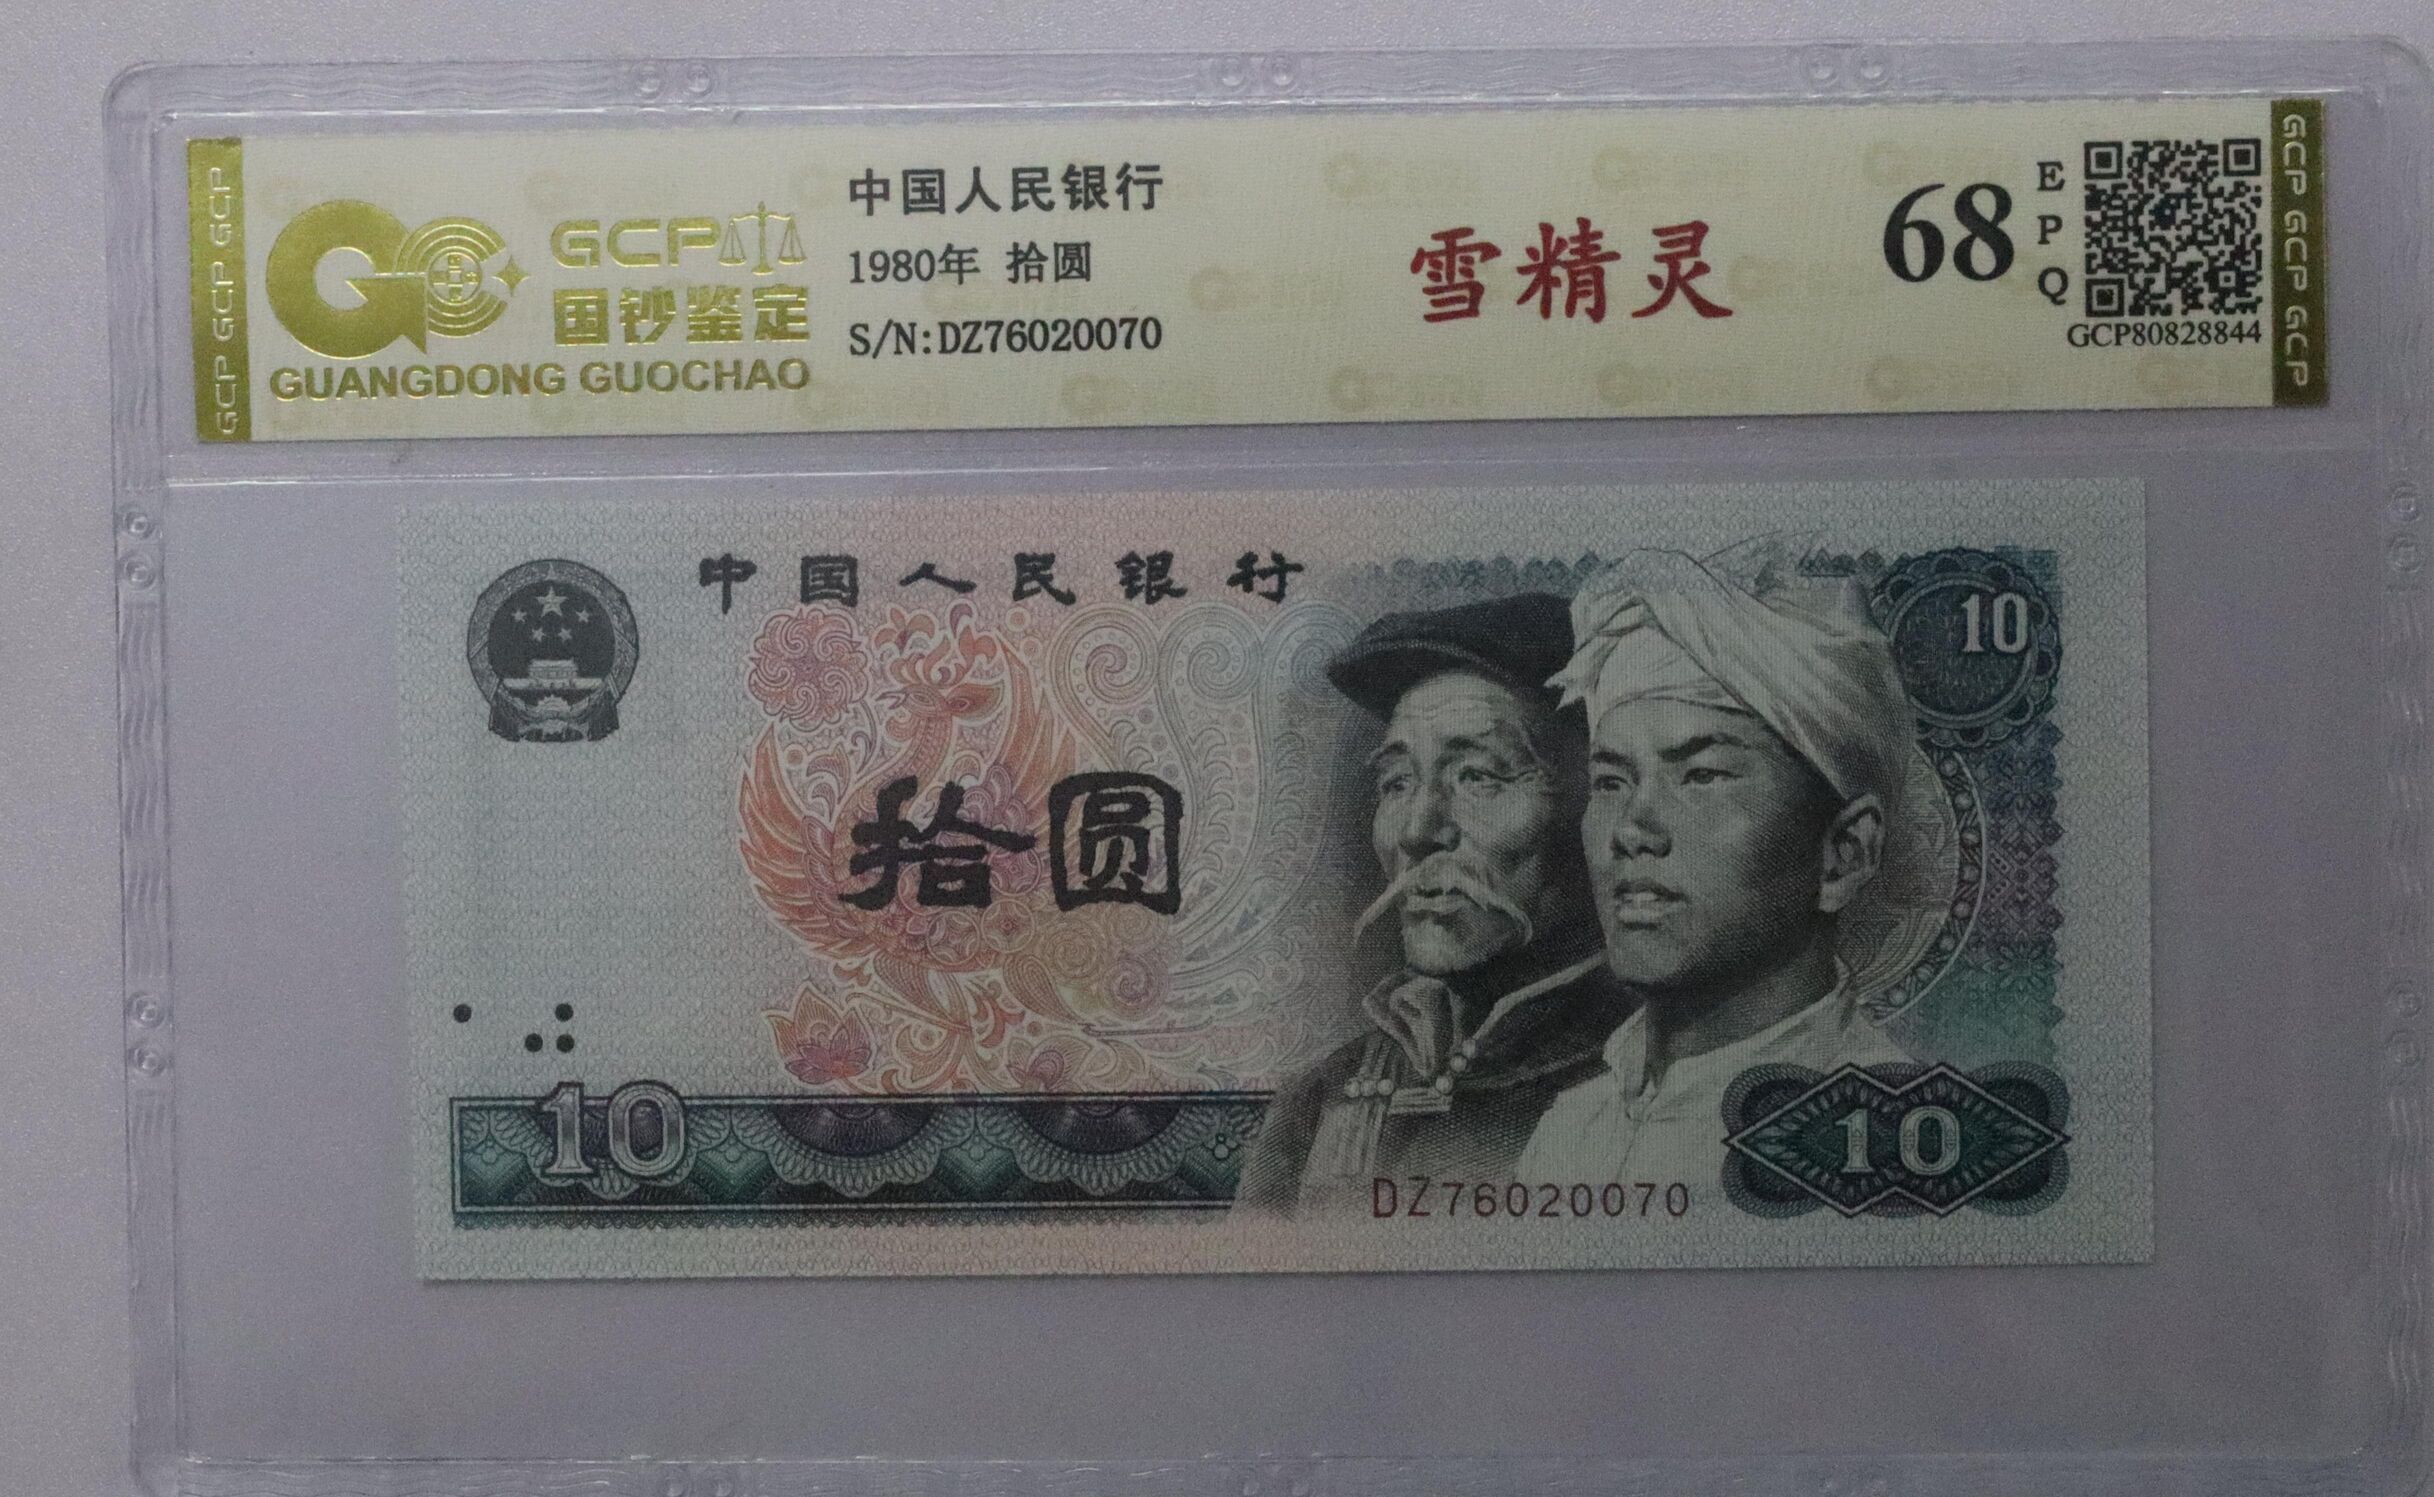 GCP GCP GCP
GCP
国钞鉴定
GUANGDONG GUOCHAO
中国人民银行
1980年 拾圆
S/N:DZ76020070
雪精灵
68
EPQ
GCP80828844
GCP GCP GCP GCP
中国人民银行
10
拾圆
10
DZ76020070
10